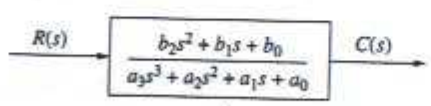 R(s)
b₂s² + b₁s + b₀
a₃s³ + a₂s² + a₁s + a₀
C(s)